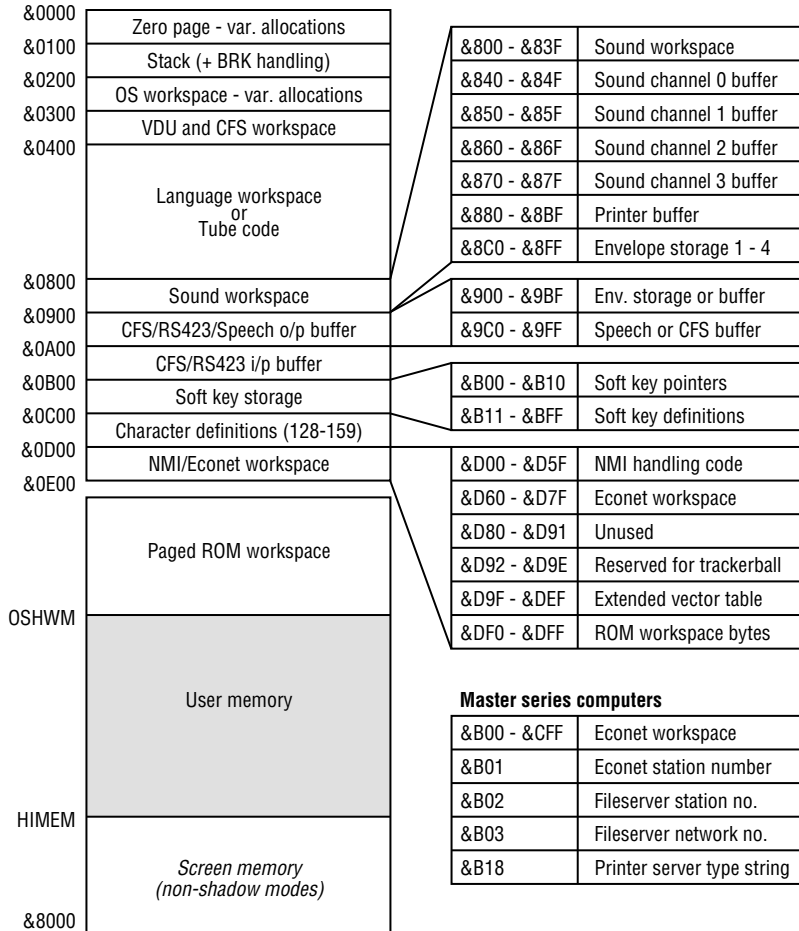 &0000
Zero page - var. allocations
&0100
Stack (+ BRK handling)
&0200
OS workspace - var. allocations
&0300
VDU and CFS workspace
&0400
Language workspace
or
Tube code
&0800
Sound workspace
&0900
CFS/RS423/Speech o/p buffer
&0A00
CFS/RS423 i/p buffer
&0B00
Soft key storage
&0C00
Character definitions (128-159)
&0D00
NMI/Econet workspace
&0E00
Paged ROM workspace
OSHWM
User memory
HIMEM
Screen memory
(non-shadow modes)
&8000
&800 - &83F Sound workspace
&840 - &84F Sound channel 0 buffer
&850 - &85F Sound channel 1 buffer
&860 - &86F Sound channel 2 buffer
&870 - &87F Sound channel 3 buffer
&880 - &8BF Printer buffer
&8C0 - &8FF Envelope storage 1 - 4
&900 - &9BF Env. storage or buffer
&9C0 - &9FF Speech or CFS buffer
&B00 - &B10 Soft key pointers
&B11 - &BFF Soft key definitions
&D00 - &D5F NMI handling code
&D60 - &D7F Econet workspace
&D80 - &D91 Unused
&D92 - &D9E Reserved for trackerball
&D9F - &DEF Extended vector table
&DF0 - &DFF ROM workspace bytes
Master series computers
&B00 - &CFF Econet workspace
&B01 Econet station number
&B02 Fileserver station no.
&B03 Fileserver network no.
&B18 Printer server type string